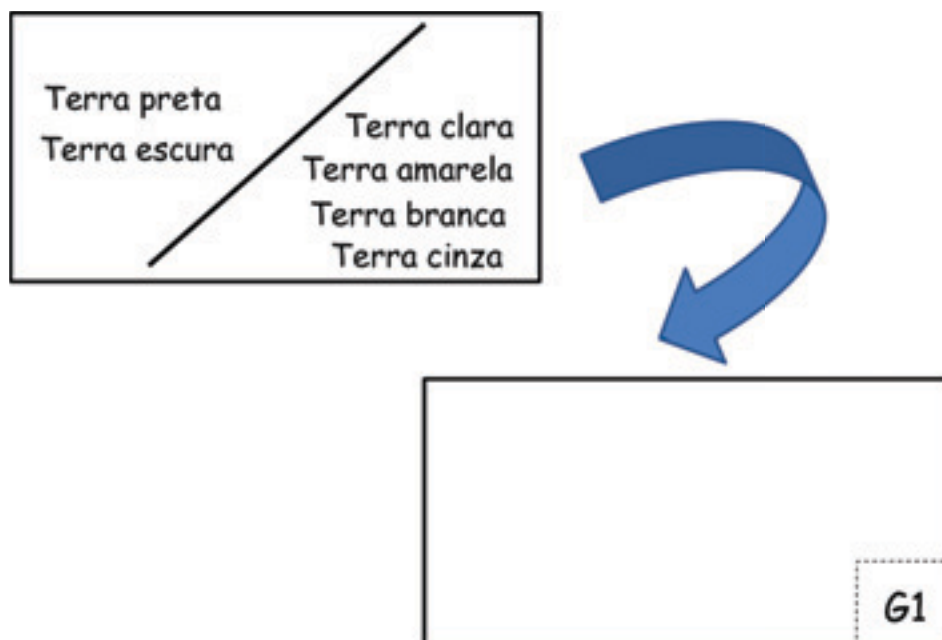 Terra preta
Terra escura
Terra clara
Terra amarela
Terra branca
Terra cinza
G1